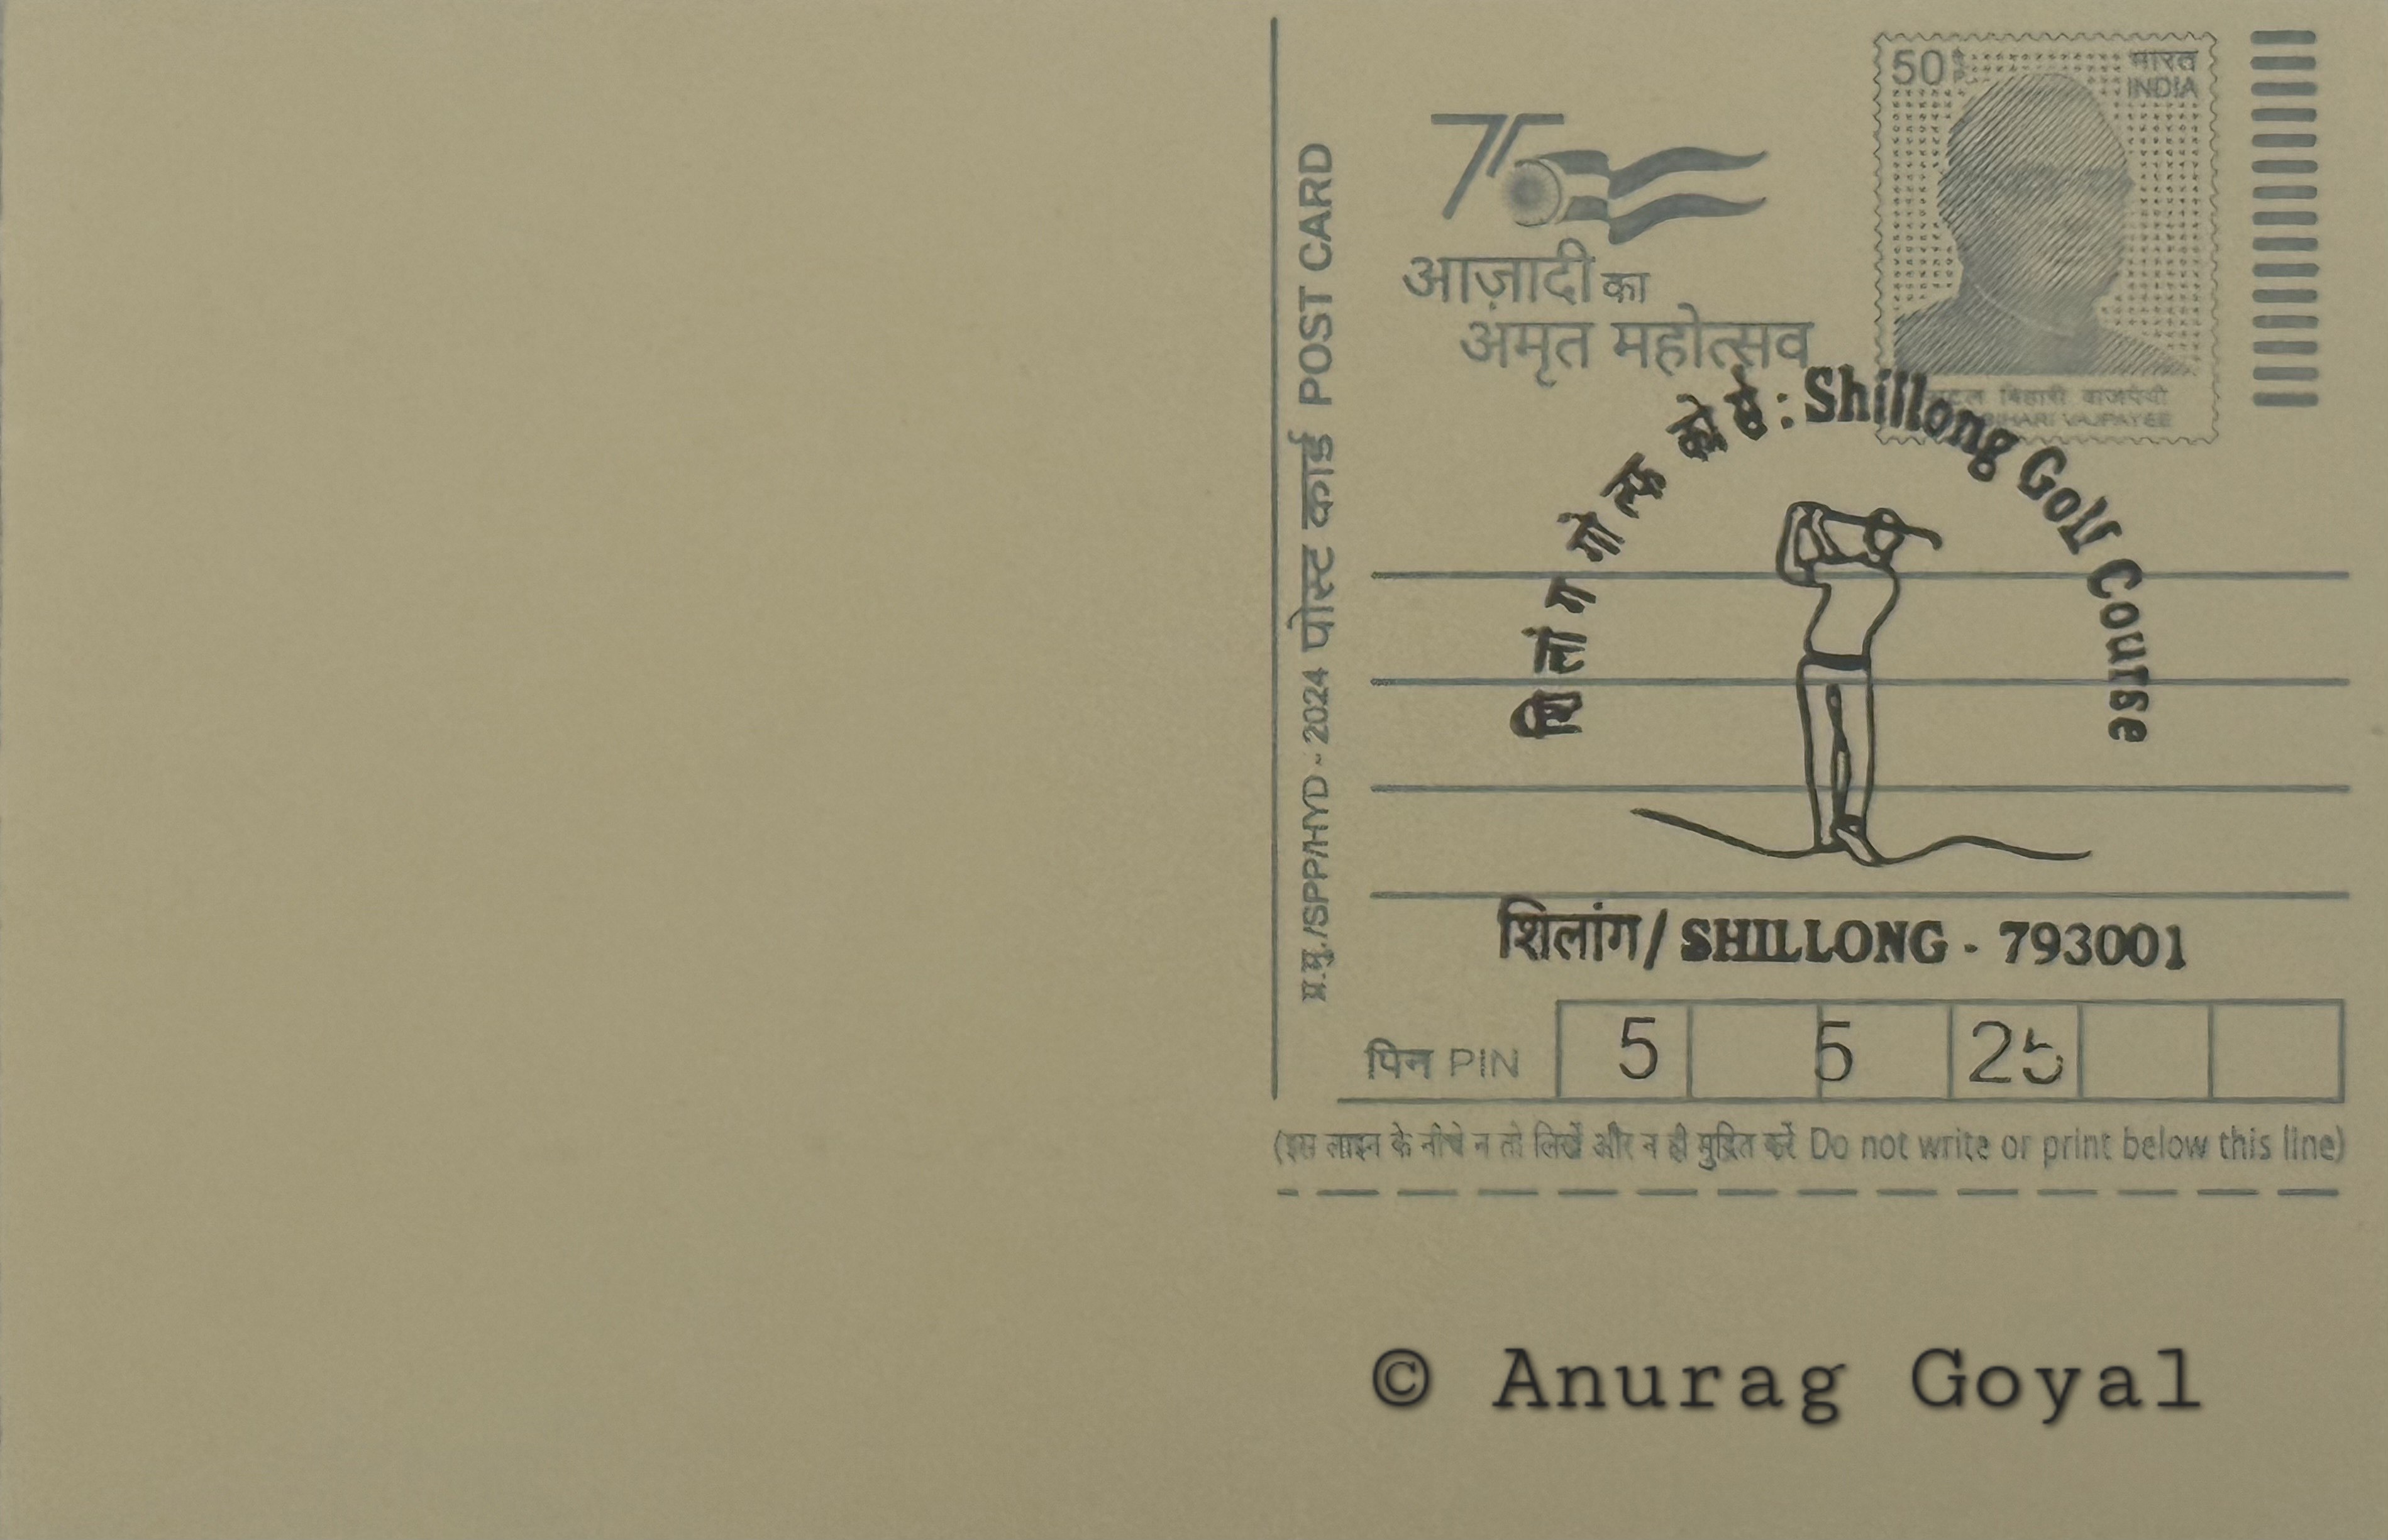 50
भारत
INDIA
75
आज़ादी का
अमृत महोत्सव
बिहारी वाजपेयी
BIHARI VAJPAYEE
प्र.मु./SPP/HYD - 2024 पोस्ट कार्ड POST CARD
शिलांग गोल्फ कोर्स : Shillong Golf Course
शिलांग / SHILLONG - 793001
पिन PIN 5 5 25
(इस लाइन के नीचे न तो लिखें और न ही मुद्रित करें Do not write or print below this line)
© Anurag Goyal